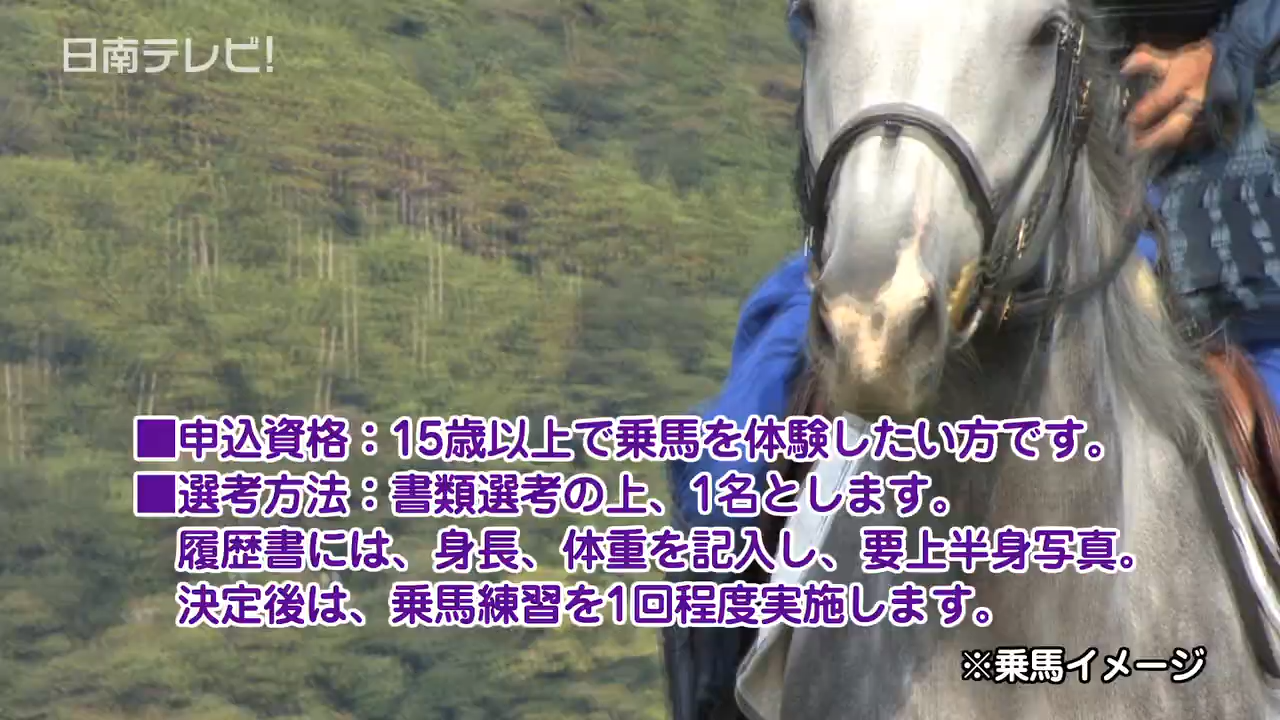 日南テレビ!
■申込資格：15歳以上で乗馬を体験したい方です。
■選考方法：書類選考の上、1名とします。
履歴書には、身長、体重を記入し、要上半身写真。
決定後は、乗馬練習を1回程度実施します。
※乗馬イメージ